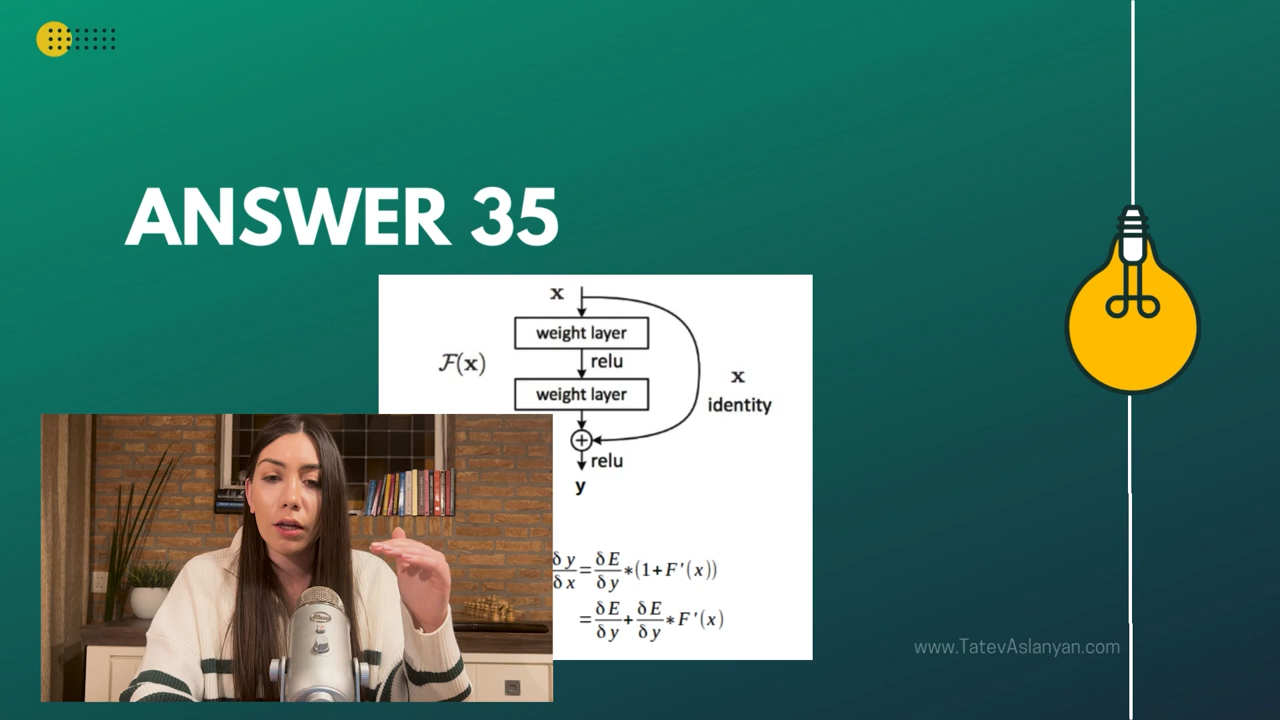 ANSWER 35
x
weight layer
F(x)
relu
x
weight layer
identity
relu
y
δy/δx=δE/δy*(1+F'(x))
=δE/δy+δE/δy*F'(x)
www.TatevAslanyan.com